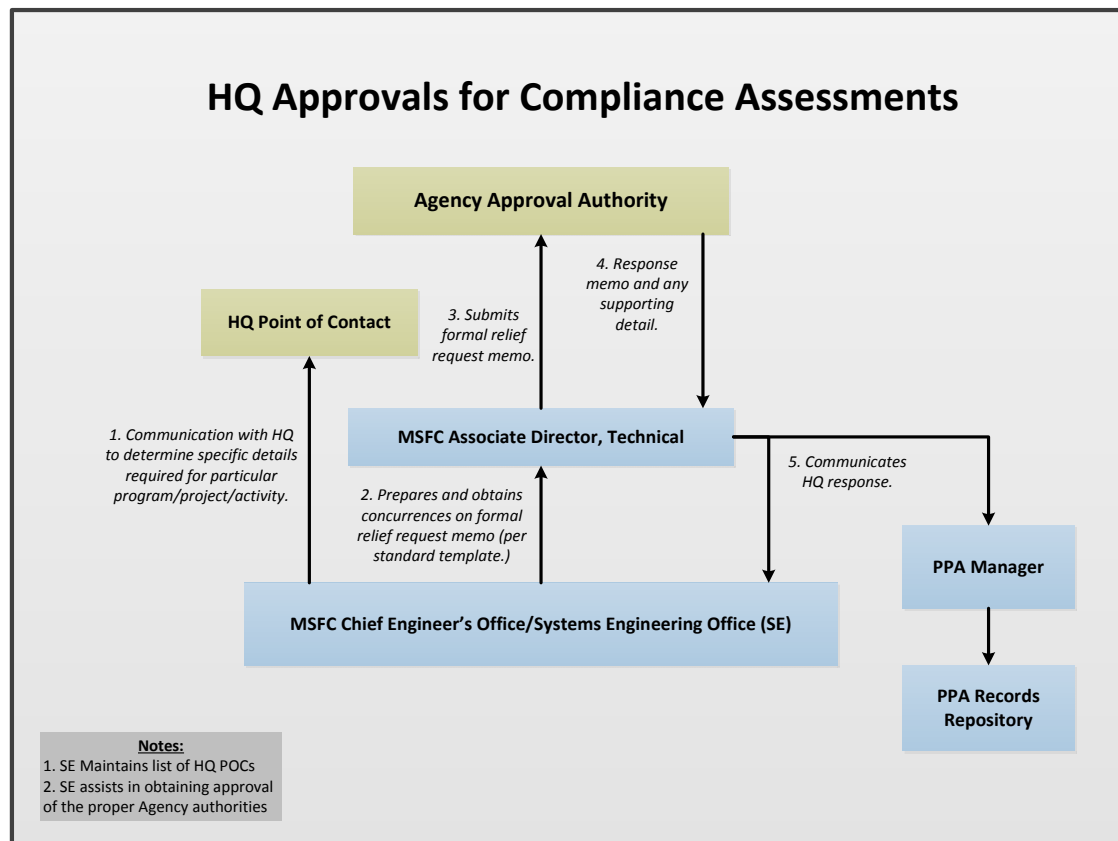 HQ Approvals for Compliance Assessments
Agency Approval Authority
4. Response
memo and any
supporting
detail.
3. Submits
formal relief
request memo.
HQ Point of Contact
MSFC Associate Director, Technical
1. Communication with HQ
to determine specific details
required for particular
program/project/activity.
2. Prepares and obtains
concurrences on formal
relief request memo (per
standard template.)
5. Communicates
HQ response.
PPA Manager
MSFC Chief Engineer’s Office/Systems Engineering Office (SE)
PPA Records
Repository
Notes:
1. SE Maintains list of HQ POCs
2. SE assists in obtaining approval
of the proper Agency authorities